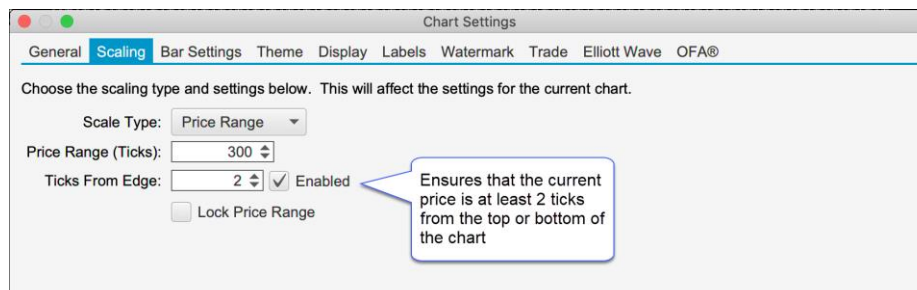 Chart Settings
General Scaling Bar Settings Theme Display Labels Watermark Trade Elliott Wave OFA®
Choose the scaling type and settings below. This will affect the settings for the current chart.
Scale Type: Price Range
Price Range (Ticks): 300
Ticks From Edge: 2 Enabled
Lock Price Range
Ensures that the current
price is at least 2 ticks
from the top or bottom of
the chart